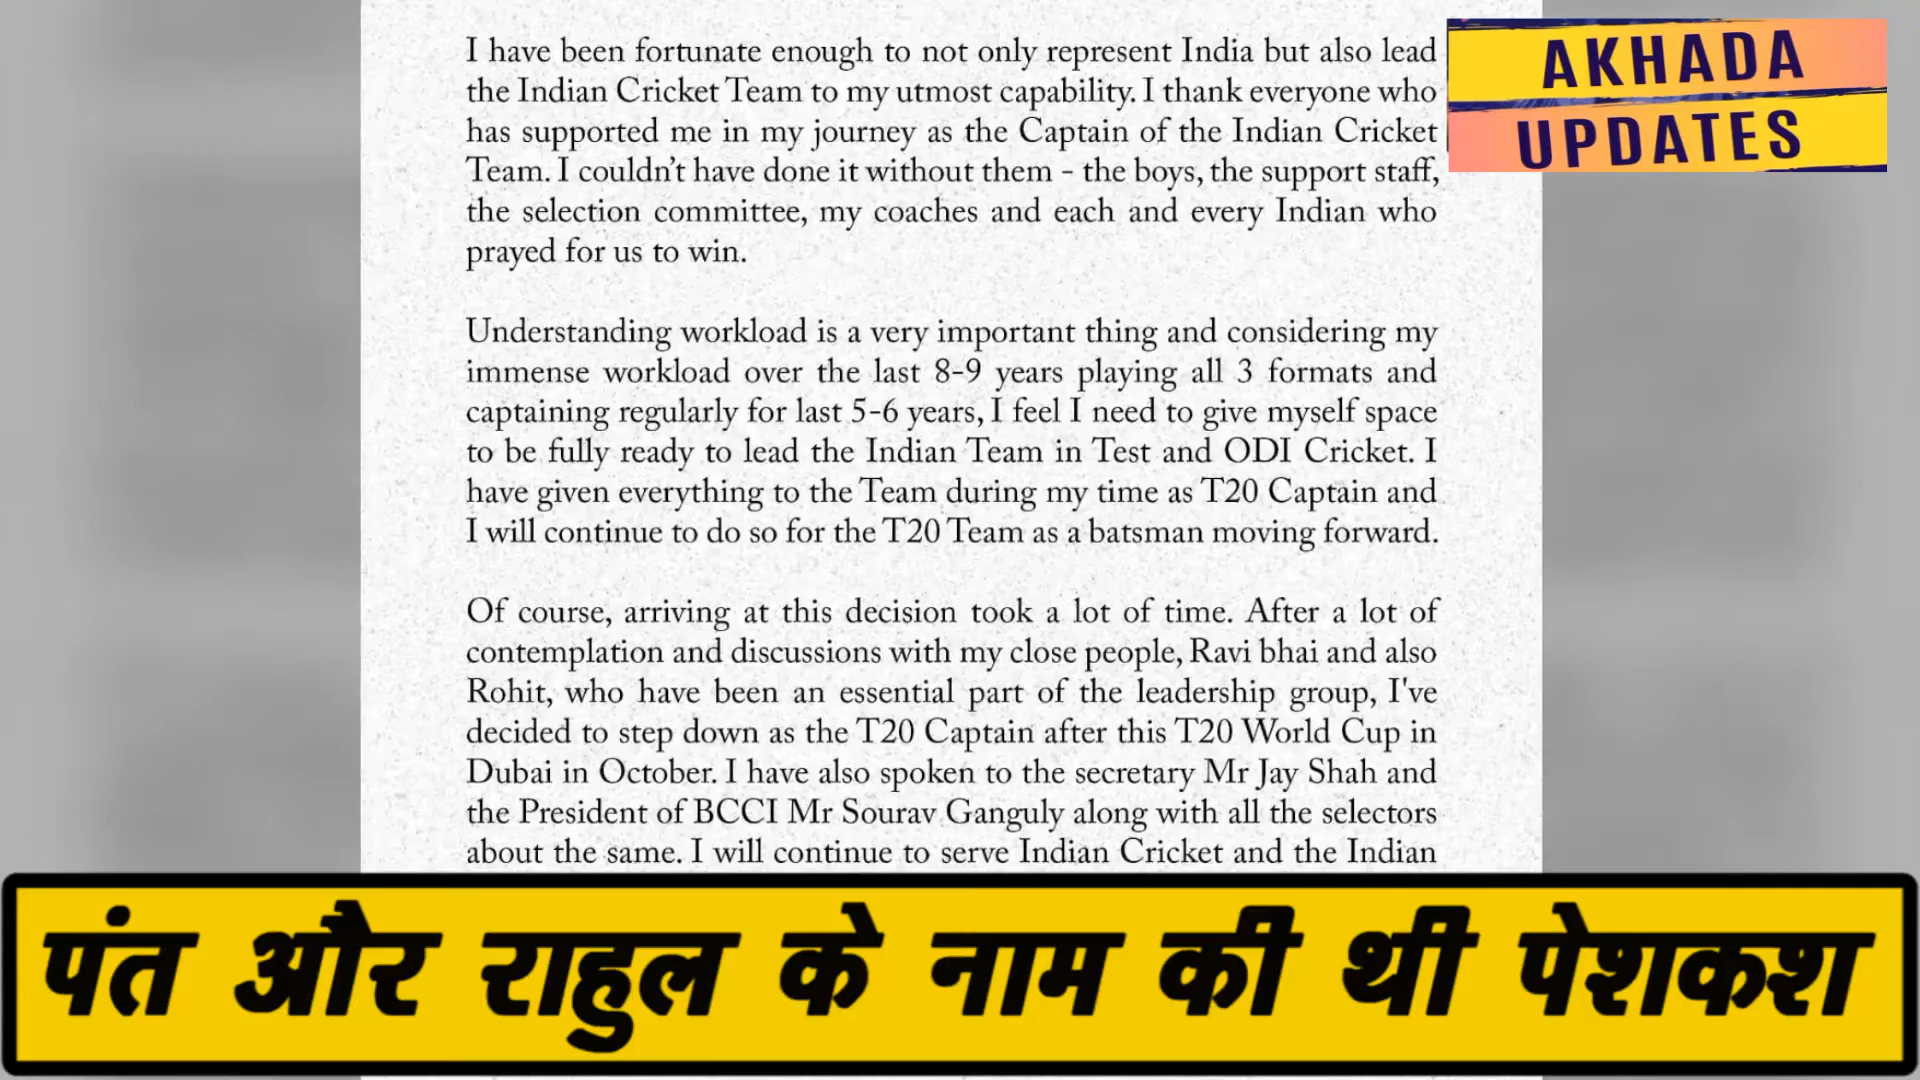 I have been fortunate enough to not only represent India but also lead
the Indian Cricket Team to my utmost capability. I thank everyone who
has supported me in my journey as the Captain of the Indian Cricket
Team. I couldn’t have done it without them - the boys, the support staff,
the selection committee, my coaches and each and every Indian who
prayed for us to win.
Understanding workload is a very important thing and considering my
immense workload over the last 8-9 years playing all 3 formats and
captaining regularly for last 5-6 years, I feel I need to give myself space
to be fully ready to lead the Indian Team in Test and ODI Cricket. I
have given everything to the Team during my time as T20 Captain and
I will continue to do so for the T20 Team as a batsman moving forward.
Of course, arriving at this decision took a lot of time. After a lot of
contemplation and discussions with my close people, Ravi bhai and also
Rohit, who have been an essential part of the leadership group, I've
decided to step down as the T20 Captain after this T20 World Cup in
Dubai in October. I have also spoken to the secretary Mr Jay Shah and
the President of BCCI Mr Sourav Ganguly along with all the selectors
about the same. I will continue to serve Indian Cricket and the Indian
AKHADA
UPDATES
पंत और राहुल के नाम की थी पेशकश